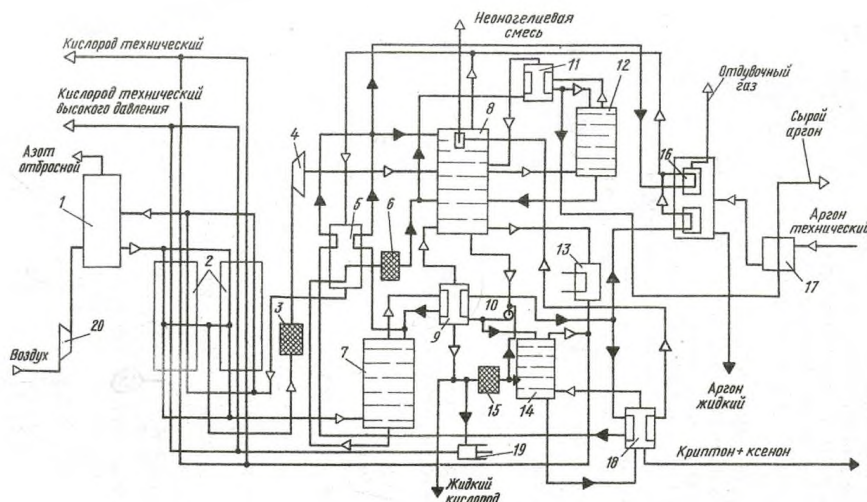 Кислород технический
Кислород технический
высокого давления
Азот
отбросной
Воздух
Неоногелиевая
смесь
Отдувочный
газ
Сырой
аргон
Аргон
технический
Аргон
жидкий
Криптон + ксенон
Жидкий
кислород
1
2
3
4
5
6
7
8
9
10
11
12
13
14
15
16
17
18
19
20